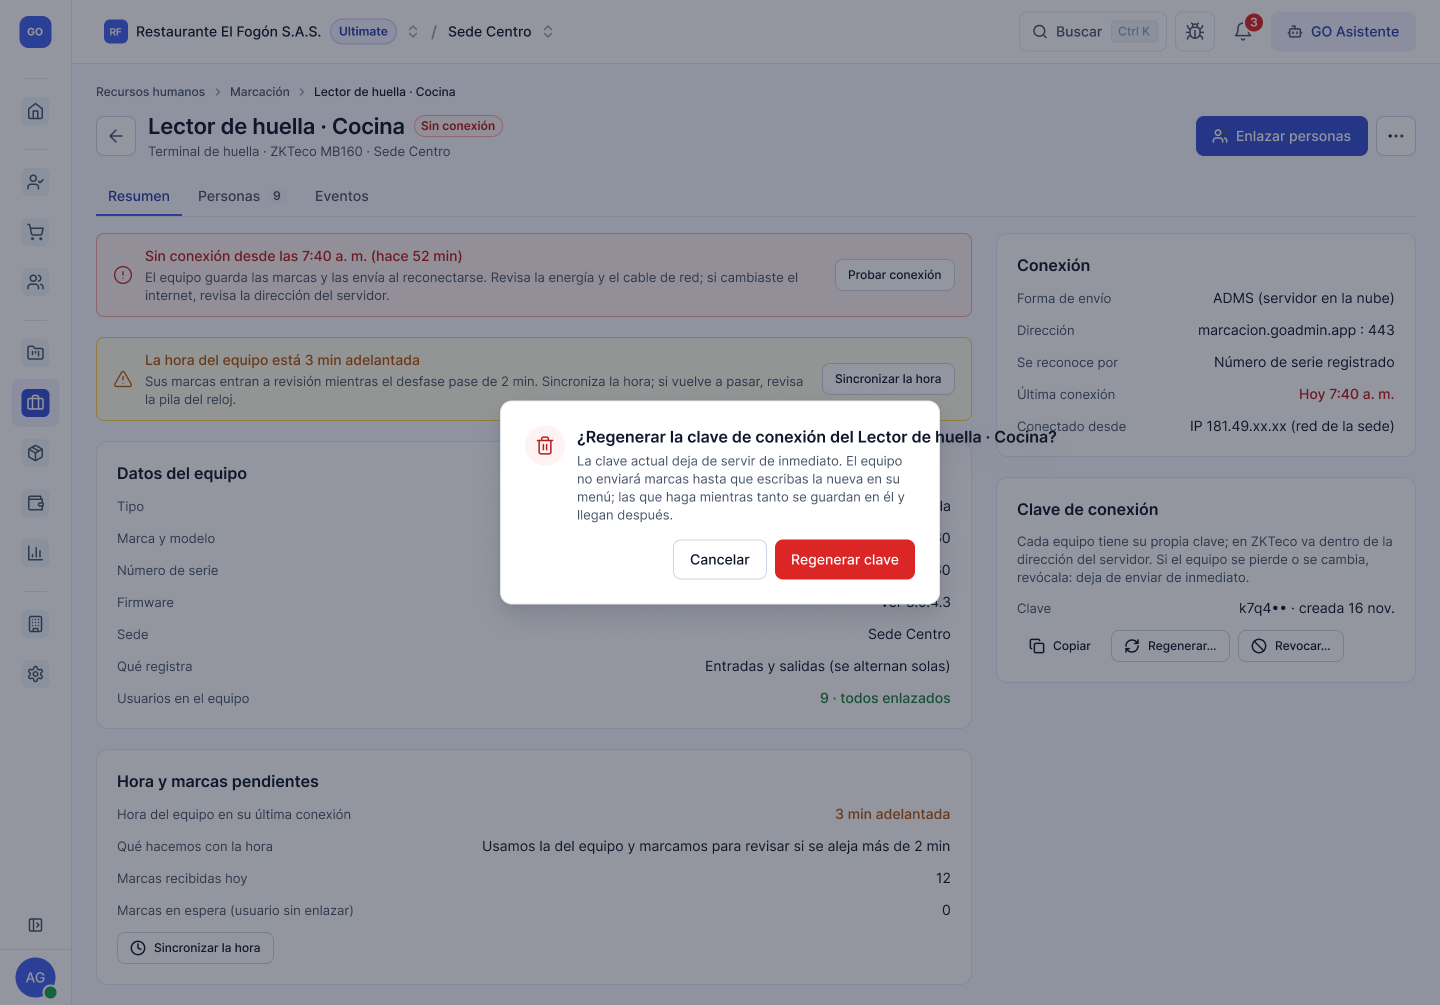 GO
RF Restaurante El Fogón S.A.S. Ultimate / Sede Centro
Buscar Ctrl K
3
GO Asistente
Recursos humanos > Marcación > Lector de huella · Cocina
Lector de huella · Cocina Sin conexión
Terminal de huella · ZKTeco MB160 · Sede Centro
Enlazar personas
Resumen Personas 9 Eventos
Sin conexión desde las 7:40 a. m. (hace 52 min)
El equipo guarda las marcas y las envía al reconectarse. Revisa la energía y el cable de red; si cambiaste el
internet, revisa la dirección del servidor.
Probar conexión
La hora del equipo está 3 min adelantada
Sus marcas entran a revisión mientras el desfase pase de 2 min. Sincroniza la hora; si vuelve a pasar, revisa
la pila del reloj.
Sincronizar la hora
Conexión
Forma de envío ADMS (servidor en la nube)
Dirección marcacion.goadmin.app : 443
Se reconoce por Número de serie registrado
Última conexión Hoy 7:40 a. m.
Conectado desde IP 181.49.xx.xx (red de la sede)
¿Regenerar la clave de conexión del Lector de huella · Cocina?
La clave actual deja de servir de inmediato. El equipo
no enviará marcas hasta que escribas la nueva en su
menú; las que haga mientras tanto se guardan en él y
llegan después.
Cancelar Regenerar clave
Datos del equipo
Tipo
Marca y modelo
Número de serie
Firmware
Sede Sede Centro
Qué registra Entradas y salidas (se alternan solas)
Usuarios en el equipo 9 · todos enlazados
Clave de conexión
Cada equipo tiene su propia clave; en ZKTeco va dentro de la
dirección del servidor. Si el equipo se pierde o se cambia,
revócala: deja de enviar de inmediato.
Clave k7q4•• · creada 16 nov.
Copiar Regenerar... Revocar...
Hora y marcas pendientes
Hora del equipo en su última conexión 3 min adelantada
Qué hacemos con la hora Usamos la del equipo y marcamos para revisar si se aleja más de 2 min
Marcas recibidas hoy 12
Marcas en espera (usuario sin enlazar) 0
Sincronizar la hora
AG